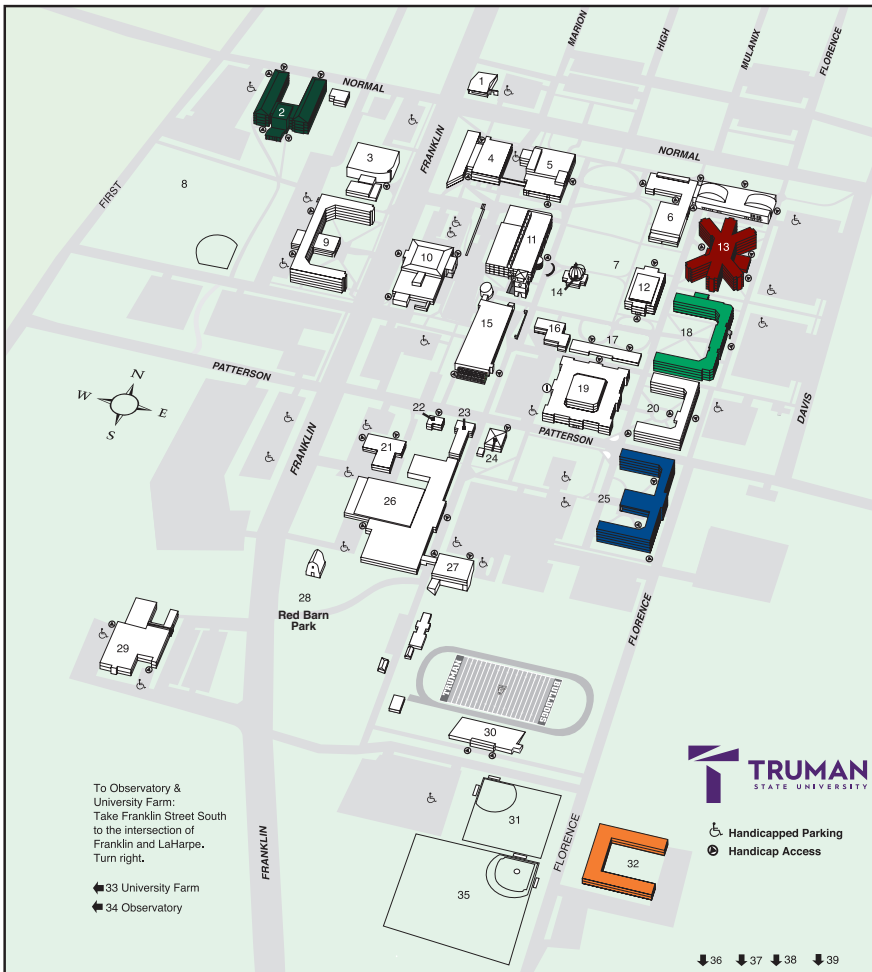 MARION
HIGH
MULANIX
FLORENCE
NORMAL
1
2
FRANKLIN
NORMAL
3
4
5
FIRST
8
6
9
10
11
13
7
12
14
15
16
17
18
PATTERSON
19
20
N
W
E
S
22
23
DAVIS
FRANKLIN
21
24
PATTERSON
26
25
27
28
Red Barn
Park
FLORENCE
29
TRUMAN
BULLDOGS
30
TRUMAN
STATE UNIVERSITY
To Observatory &
University Farm:
Take Franklin Street South
to the intersection of
Franklin and LaHarpe.
Turn right.
33 University Farm
34 Observatory
FRANKLIN
31
FLORENCE
32
35
Handicapped Parking
Handicap Access
36 37 38 39